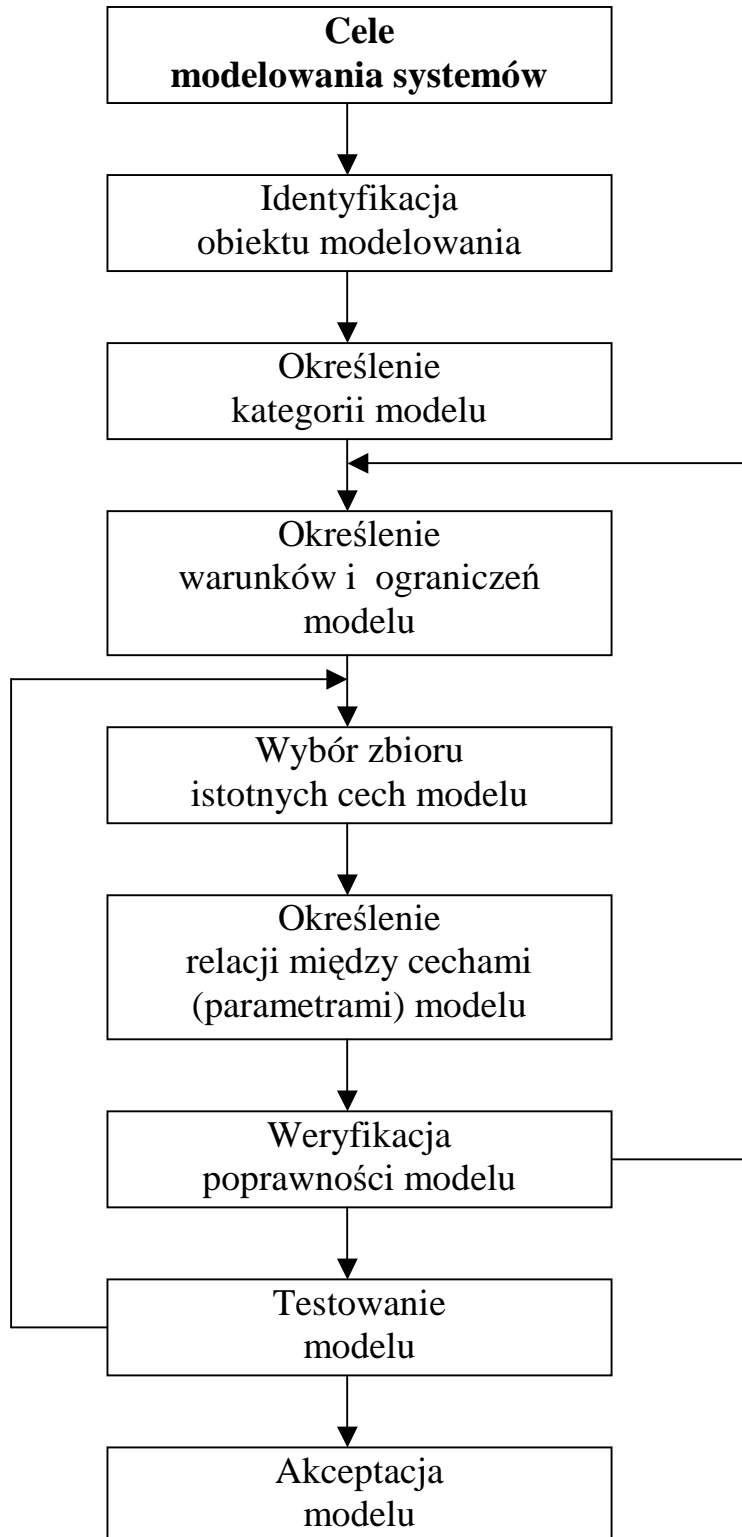 Cele
modelowania systemów
Identyfikacja
obiektu modelowania
Określenie
kategorii modelu
Określenie
warunków i ograniczeń
modelu
Wybór zbioru
istotnych cech modelu
Określenie
relacji między cechami
(parametrami) modelu
Weryfikacja
poprawności modelu
Testowanie
modelu
Akceptacja
modelu